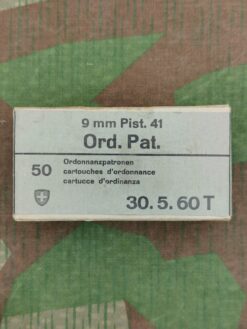 9 mm Pist. 41
Ord. Pat.
50
Ordonnanzpatronen
cartouches d'ordonnance
cartucce d'ordinanza
30.5.60 T